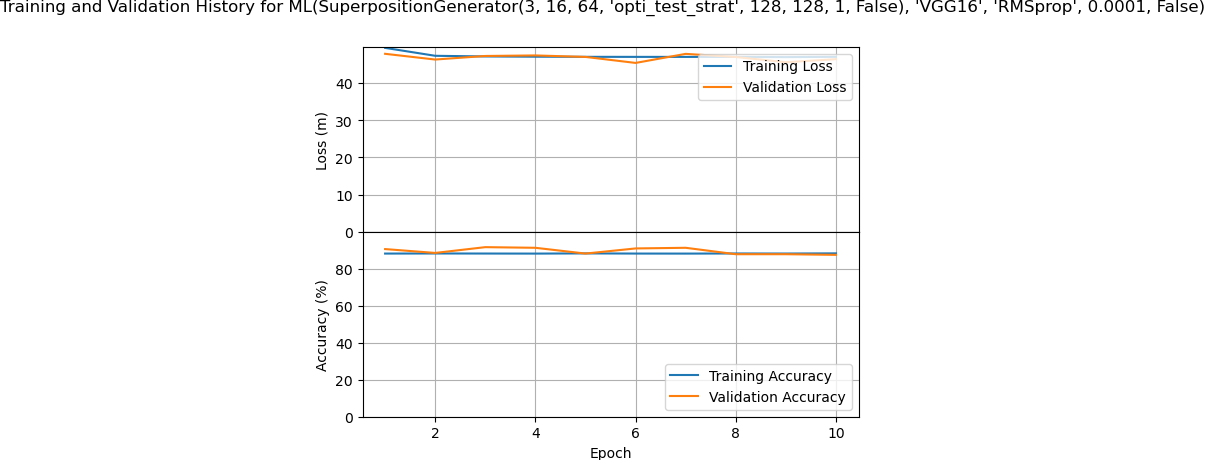 Training and Validation History for ML(SuperpositionGenerator(3, 16, 64, 'opti_test_strat', 128, 128, 1, False), 'VGG16', 'RMSprop', 0.0001, False)
Loss (m)
40
30
20
10
0
Training Loss
Validation Loss
Accuracy (%)
80
60
40
20
0
Training Accuracy
Validation Accuracy
2 4 6 8 10
Epoch